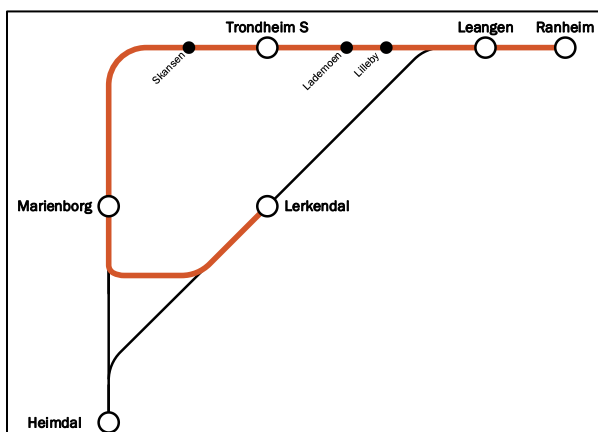 Trondheim S
Leangen
Ranheim
Skansen
Lademoen
Lilleby
Marienborg
Lerkendal
Heimdal